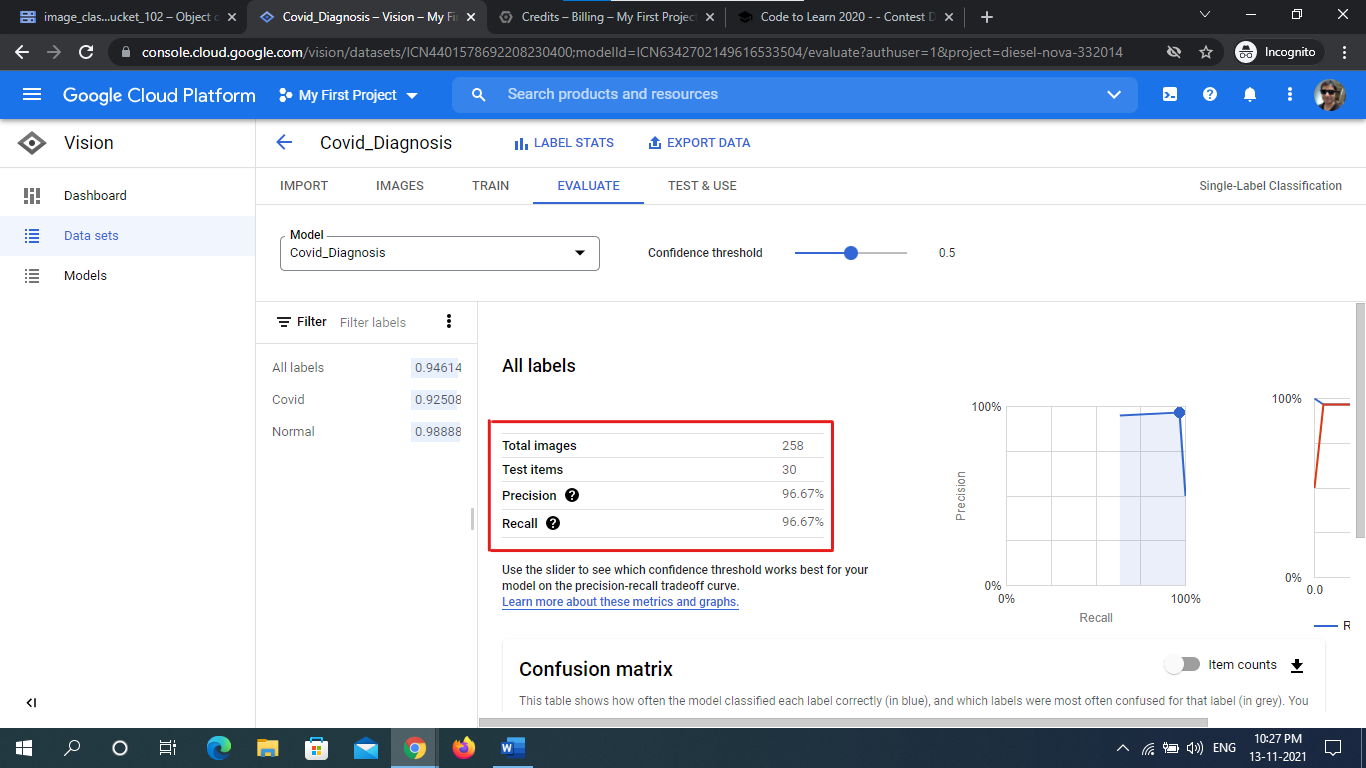 image_clas...ucket_102 – Object
Covid_Diagnosis – Vision – My Fi
Credits – Billing – My First Project
Code to Learn 2020 - - Contest D
console.cloud.google.com/vision/datasets/ICN4401578692208230400;modelId=ICN6342702149616533504/evaluate?authuser=1&project=diesel-nova-332014
Incognito
Google Cloud Platform
My First Project
Search products and resources
Vision
Covid_Diagnosis
LABEL STATS
EXPORT DATA
Dashboard
Data sets
Models
IMPORT
IMAGES
TRAIN
EVALUATE
TEST & USE
Single-Label Classification
Model
Covid_Diagnosis
Confidence threshold
0.5
Filter
Filter labels
All labels 0.94614
Covid 0.92508
Normal 0.98888
All labels
Total images 258
Test items 30
Precision ? 96.67%
Recall ? 96.67%
Use the slider to see which confidence threshold works best for your
model on the precision-recall tradeoff curve.
Learn more about these metrics and graphs.
100%
Precision
0%
0%
100%
Recall
100%
0%
0.0
R
Confusion matrix
Item counts
This table shows how often the model classified each label correctly (in blue), and which labels were most often confused for that label (in grey). You
ENG
10:27 PM
13-11-2021